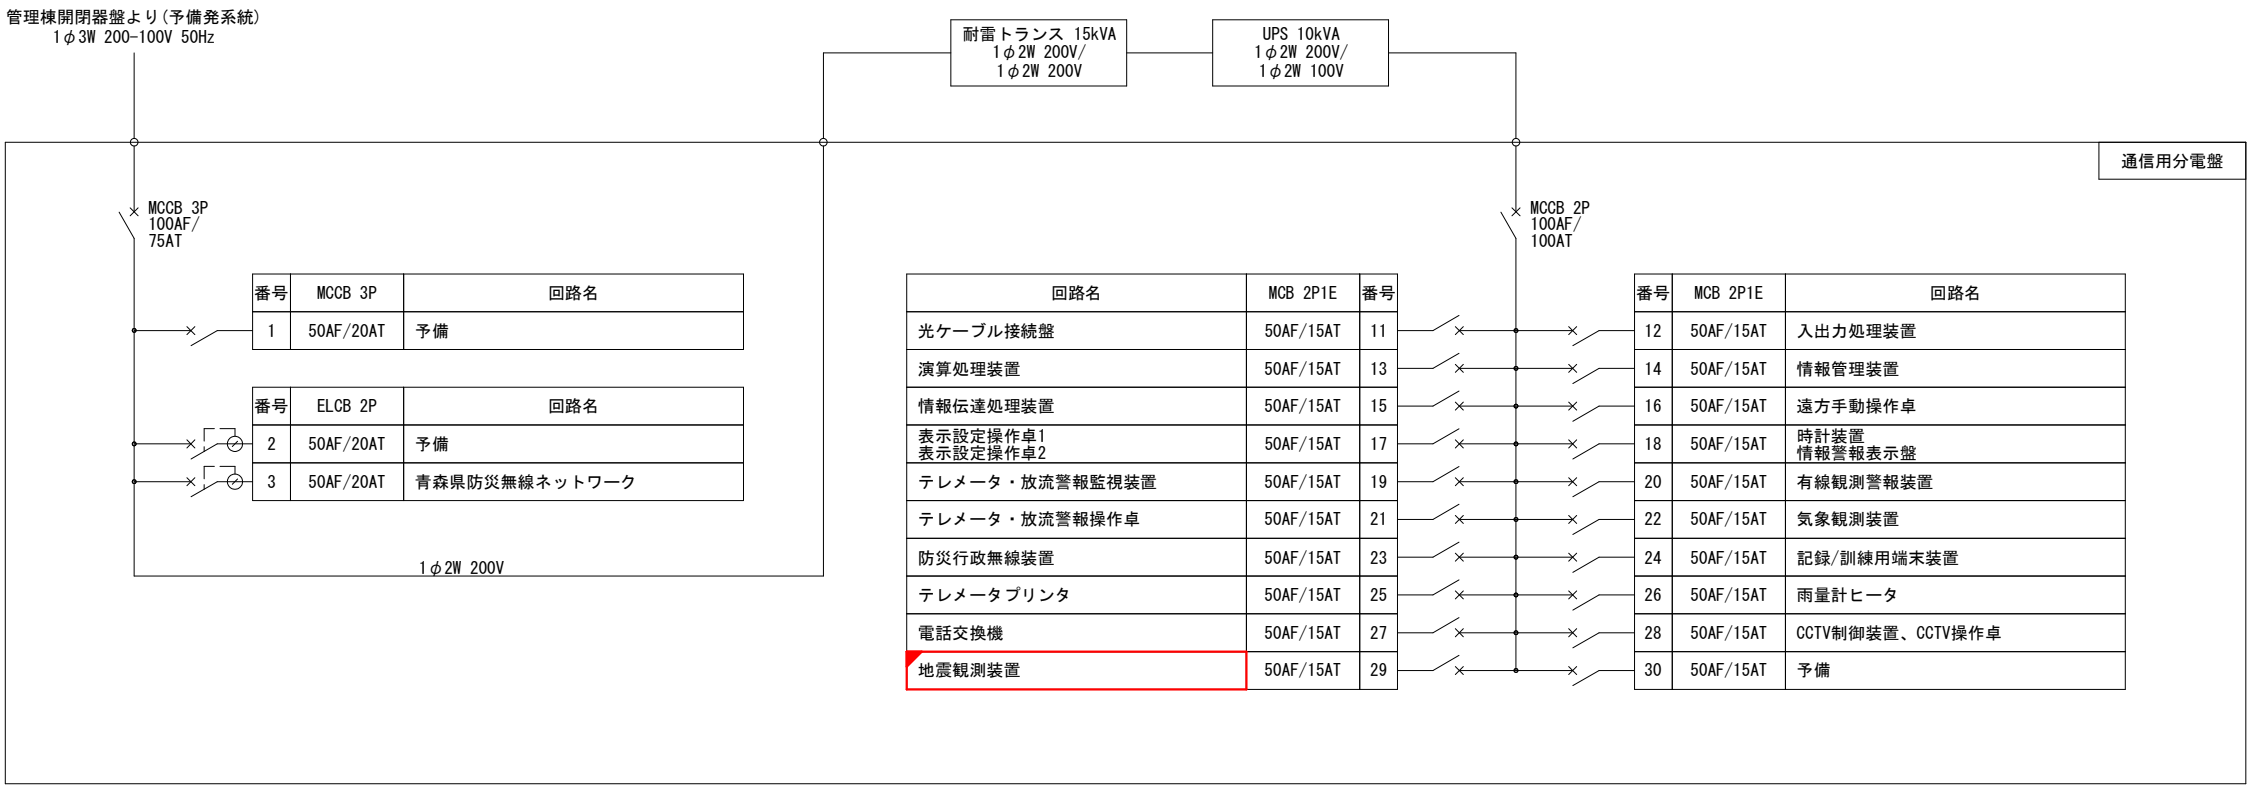 管理棟開閉器盤より(予備発系統)
1φ3W 200-100V 50Hz
耐雷トランス 15kVA
1φ2W 200V/
1φ2W 200V
UPS 10kVA
1φ2W 200V/
1φ2W 100V
通信用分電盤
MCCB 3P
100AF/
75AT
MCCB 2P
100AF/
100AT
番号 MCCB 3P 回路名
1 50AF/20AT 予備
番号 ELCB 2P 回路名
2 50AF/20AT 予備
3 50AF/20AT 青森県防災無線ネットワーク
1φ2W 200V
回路名 MCB 2P1E 番号
光ケーブル接続盤 50AF/15AT 11
演算処理装置 50AF/15AT 13
情報伝達処理装置 50AF/15AT 15
表示設定操作卓1
表示設定操作卓2 50AF/15AT 17
テレメータ・放流警報監視装置 50AF/15AT 19
テレメータ・放流警報操作卓 50AF/15AT 21
防災行政無線装置 50AF/15AT 23
テレメータプリンタ 50AF/15AT 25
電話交換機 50AF/15AT 27
地震観測装置 50AF/15AT 29
番号 MCB 2P1E 回路名
12 50AF/15AT 入出力処理装置
14 50AF/15AT 情報管理装置
16 50AF/15AT 遠方手動操作卓
18 50AF/15AT 時計装置
情報警報表示盤
20 50AF/15AT 有線観測警報装置
22 50AF/15AT 気象観測装置
24 50AF/15AT 記録/訓練用端末装置
26 50AF/15AT 雨量計ヒータ
28 50AF/15AT CCTV制御装置、CCTV操作卓
30 50AF/15AT 予備